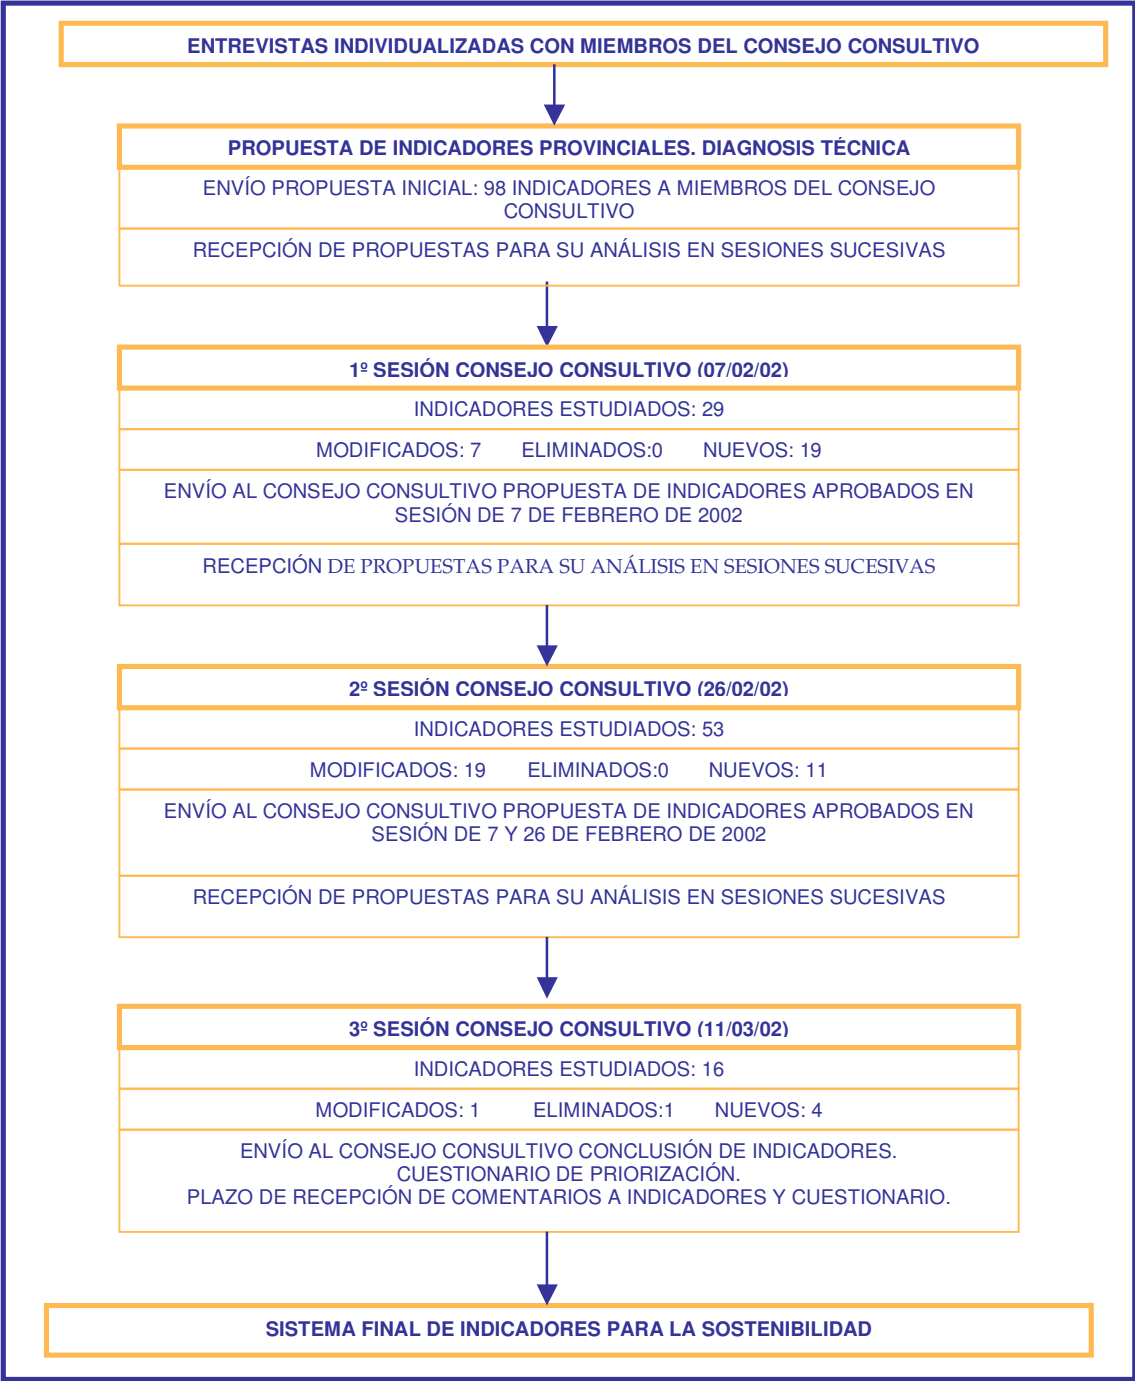 ENTREVISTAS INDIVIDUALIZADAS CON MIEMBROS DEL CONSEJO CONSULTIVO
PROPUESTA DE INDICADORES PROVINCIALES. DIAGNOSIS TÉCNICA
ENVÍO PROPUESTA INICIAL: 98 INDICADORES A MIEMBROS DEL CONSEJO
CONSULTIVO
RECEPCIÓN DE PROPUESTAS PARA SU ANÁLISIS EN SESIONES SUCESIVAS
1º SESIÓN CONSEJO CONSULTIVO (07/02/02)
INDICADORES ESTUDIADOS: 29
MODIFICADOS: 7 ELIMINADOS:0 NUEVOS: 19
ENVÍO AL CONSEJO CONSULTIVO PROPUESTA DE INDICADORES APROBADOS EN
SESIÓN DE 7 DE FEBRERO DE 2002
RECEPCIÓN DE PROPUESTAS PARA SU ANÁLISIS EN SESIONES SUCESIVAS
2º SESIÓN CONSEJO CONSULTIVO (26/02/02)
INDICADORES ESTUDIADOS: 53
MODIFICADOS: 19 ELIMINADOS:0 NUEVOS: 11
ENVÍO AL CONSEJO CONSULTIVO PROPUESTA DE INDICADORES APROBADOS EN
SESIÓN DE 7 Y 26 DE FEBRERO DE 2002
RECEPCIÓN DE PROPUESTAS PARA SU ANÁLISIS EN SESIONES SUCESIVAS
3º SESIÓN CONSEJO CONSULTIVO (11/03/02)
INDICADORES ESTUDIADOS: 16
MODIFICADOS: 1 ELIMINADOS:1 NUEVOS: 4
ENVÍO AL CONSEJO CONSULTIVO CONCLUSIÓN DE INDICADORES.
CUESTIONARIO DE PRIORIZACIÓN.
PLAZO DE RECEPCIÓN DE COMENTARIOS A INDICADORES Y CUESTIONARIO.
SISTEMA FINAL DE INDICADORES PARA LA SOSTENIBILIDAD